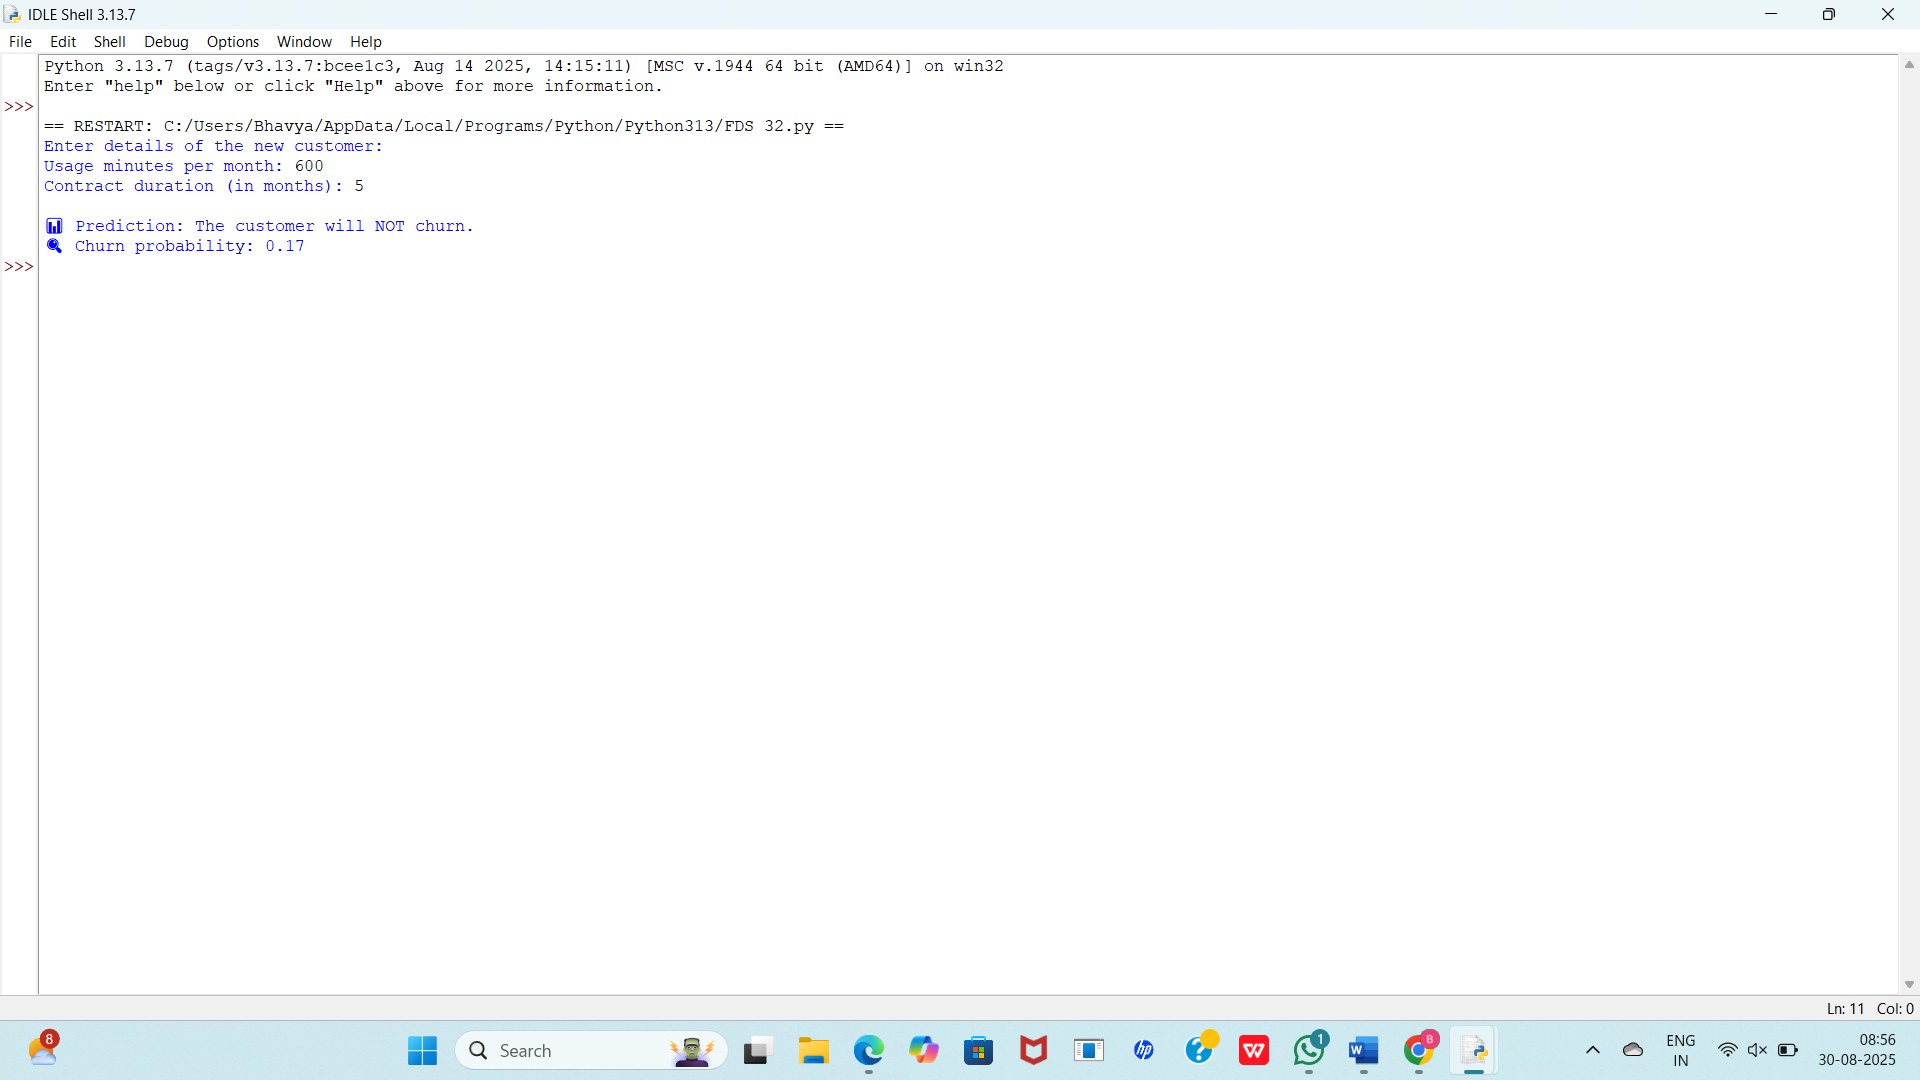 IDLE Shell 3.13.7
File Edit Shell Debug Options Window Help
Python 3.13.7 (tags/v3.13.7:bcee1c3, Aug 14 2025, 14:15:11) [MSC v.1944 64 bit (AMD64)] on win32
Enter "help" below or click "Help" above for more information.
>>>
== RESTART: C:/Users/Bhavya/AppData/Local/Programs/Python/Python313/FDS 32.py ==
Enter details of the new customer:
Usage minutes per month: 600
Contract duration (in months): 5
📊 Prediction: The customer will NOT churn.
🔍 Churn probability: 0.17
>>>
Ln: 11 Col: 0
8
Search
hp
?
W
1
W
B
ENG
IN
08:56
30-08-2025